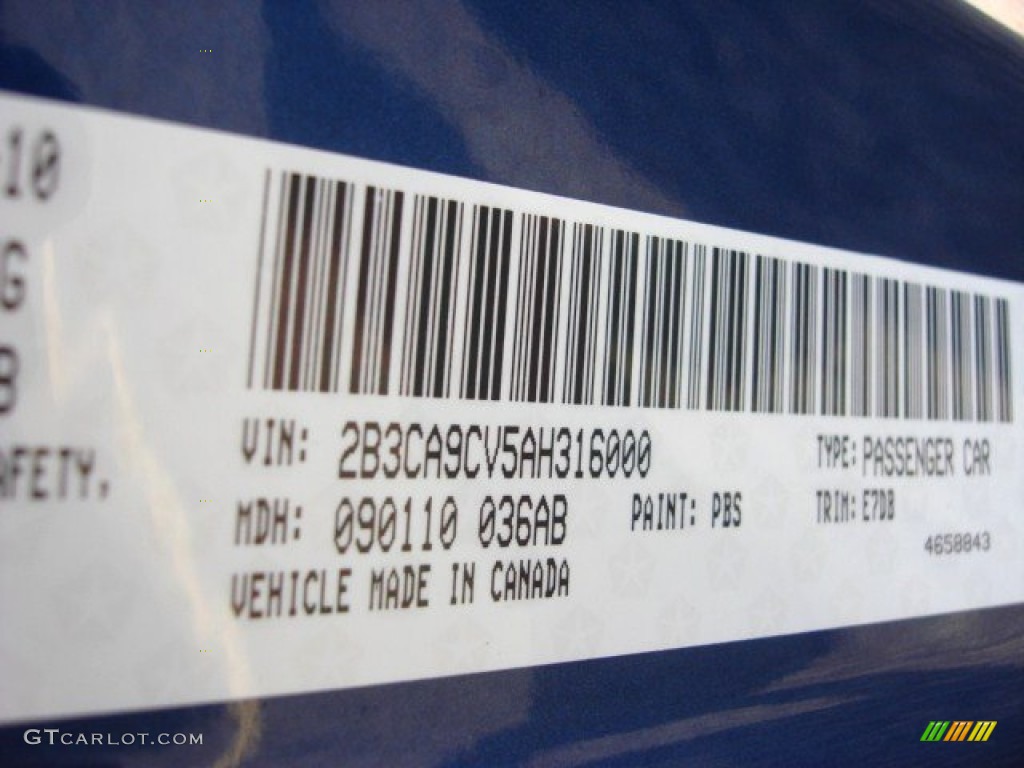 -10
G
B
AFETY,
VIN: 2B3CA9CV5AH316000
TYPE: PASSENGER CAR
MDH: 090110 036AB
PAINT: PBS
TRIM: E7DB
VEHICLE MADE IN CANADA
4658043
GTCARLOT.COM